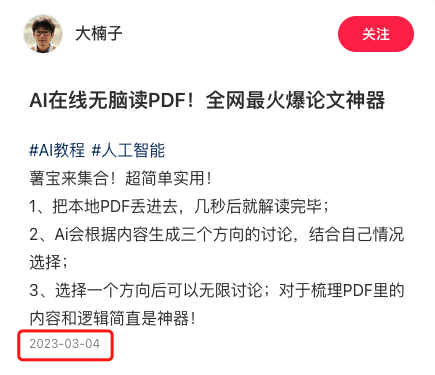 大楠子
关注
AI在线无脑读PDF！全网最火爆论文神器
#AI教程 #人工智能
薯宝来集合！超简单实用！
1、把本地PDF丢进去，几秒后就解读完毕；
2、Ai会根据内容生成三个方向的讨论，结合自己情况
选择；
3、选择一个方向后可以无限讨论；对于梳理PDF里的
内容和逻辑简直是神器！
2023-03-04